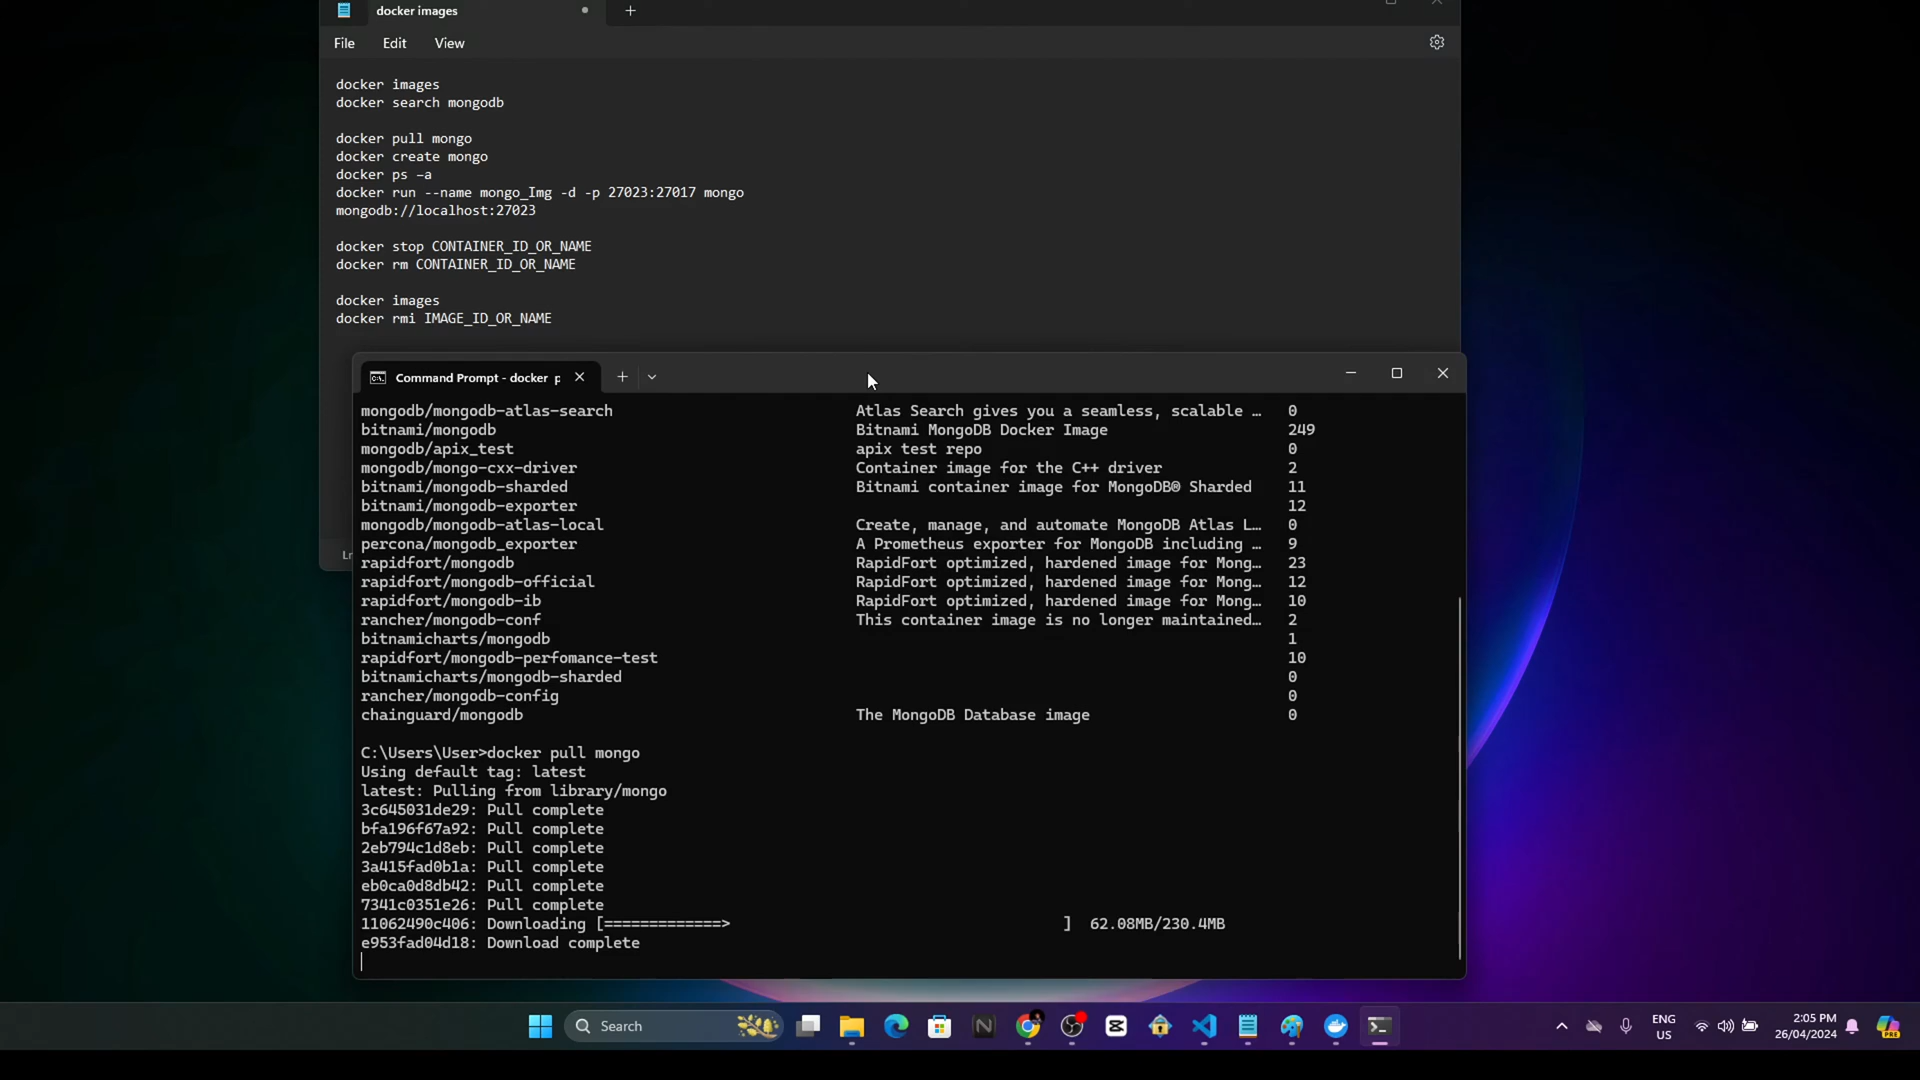 docker images
File Edit View
docker images
docker search mongodb
docker pull mongo
docker create mongo
docker ps –a
docker run --name mongo_Img -d -p 27023:27017 mongo
mongodb://localhost:27023
docker stop CONTAINER_ID_OR_NAME
docker rm CONTAINER_ID_OR_NAME
docker images
docker rmi IMAGE_ID_OR_NAME
Ln
Command Prompt - docker p
mongodb/mongodb-atlas-search Atlas Search gives you a seamless, scalable … 0
bitnami/mongodb Bitnami MongoDB Docker Image 249
mongodb/apix_test apix test repo 0
mongodb/mongo-cxx-driver Container image for the C++ driver 2
bitnami/mongodb-sharded Bitnami container image for MongoDB® Sharded 11
bitnami/mongodb-exporter 12
mongodb/mongodb-atlas-local Create, manage, and automate MongoDB Atlas L… 0
percona/mongodb_exporter A Prometheus exporter for MongoDB including … 9
rapidfort/mongodb RapidFort optimized, hardened image for Mong… 23
rapidfort/mongodb-official RapidFort optimized, hardened image for Mong… 12
rapidfort/mongodb-ib RapidFort optimized, hardened image for Mong… 10
rancher/mongodb-conf This container image is no longer maintained… 2
bitnamicharts/mongodb 1
rapidfort/mongodb-perfomance-test 10
bitnamicharts/mongodb-sharded 0
rancher/mongodb-config 0
chainguard/mongodb The MongoDB Database image 0
C:\Users\User>docker pull mongo
Using default tag: latest
latest: Pulling from library/mongo
3c645031de29: Pull complete
bfa196f67a92: Pull complete
2eb794c1d8eb: Pull complete
3a415fad0b1a: Pull complete
eb0ca0d8db42: Pull complete
7341c0351e26: Pull complete
11062490c406: Downloading [=============> ] 62.08MB/230.4MB
e953fad04d18: Download complete
Search
ENG
US
2:05 PM
26/04/2024
PRE